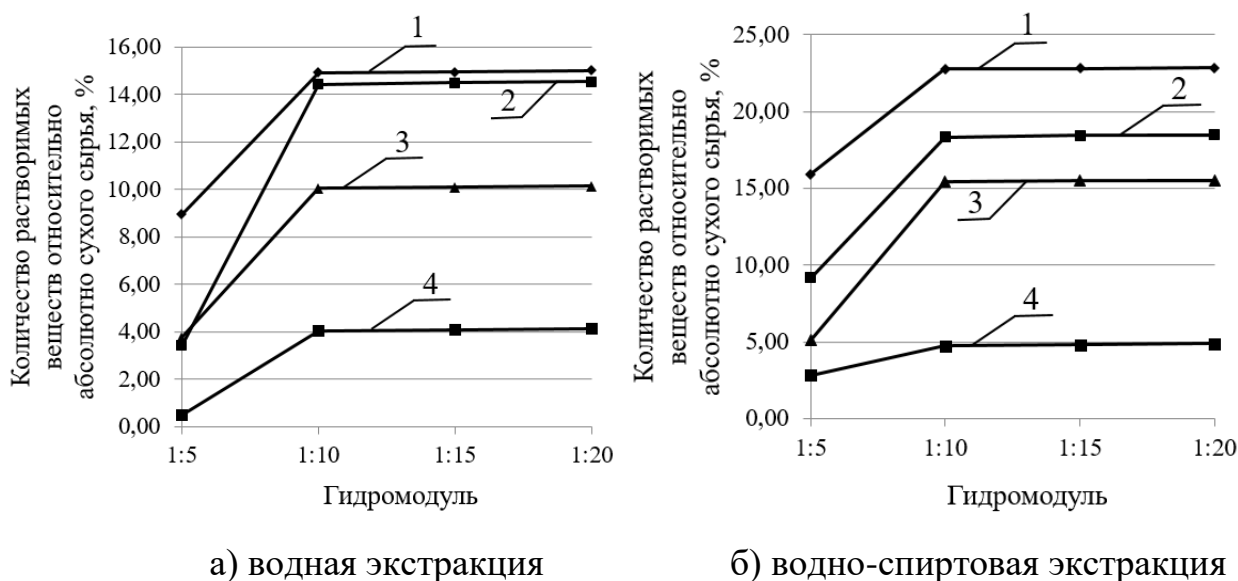 Количество растворимых
веществ относительно
абсолютно сухого сырья, %
16,00
14,00
12,00
10,00
8,00
6,00
4,00
2,00
0,00
1
2
3
4
1:5 1:10 1:15 1:20
Гидромодуль
а) водная экстракция
Количество растворимых
веществ относительно
абсолютно сухого сырья, %
25,00
20,00
15,00
10,00
5,00
0,00
1
2
3
4
1:5 1:10 1:15 1:20
Гидромодуль
б) водно-спиртовая экстракция